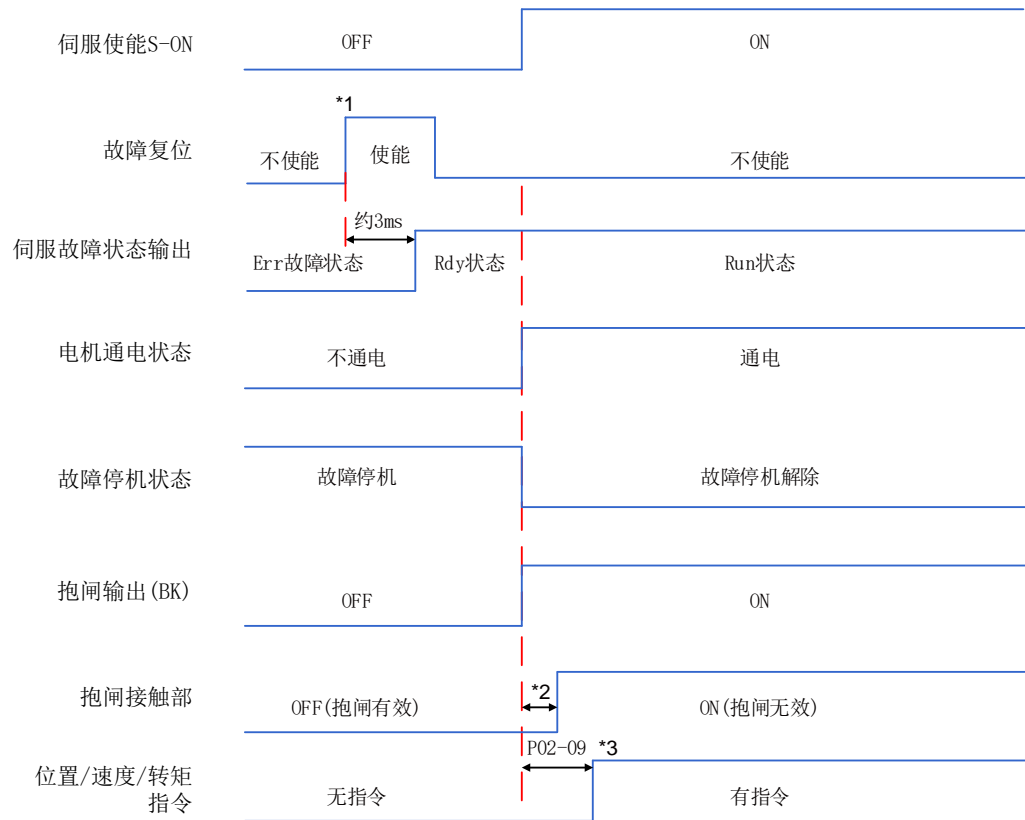 伺服使能S-ON
OFF
ON
*1
故障复位
不使能
使能
不使能
约3ms
伺服故障状态输出
Err故障状态
Rdy状态
Run状态
电机通电状态
不通电
通电
故障停机状态
故障停机
故障停机解除
抱闸输出(BK)
OFF
ON
抱闸接触部
OFF(抱闸有效)
*2
ON(抱闸无效)
P02-09
*3
位置/速度/转矩
指令
无指令
有指令